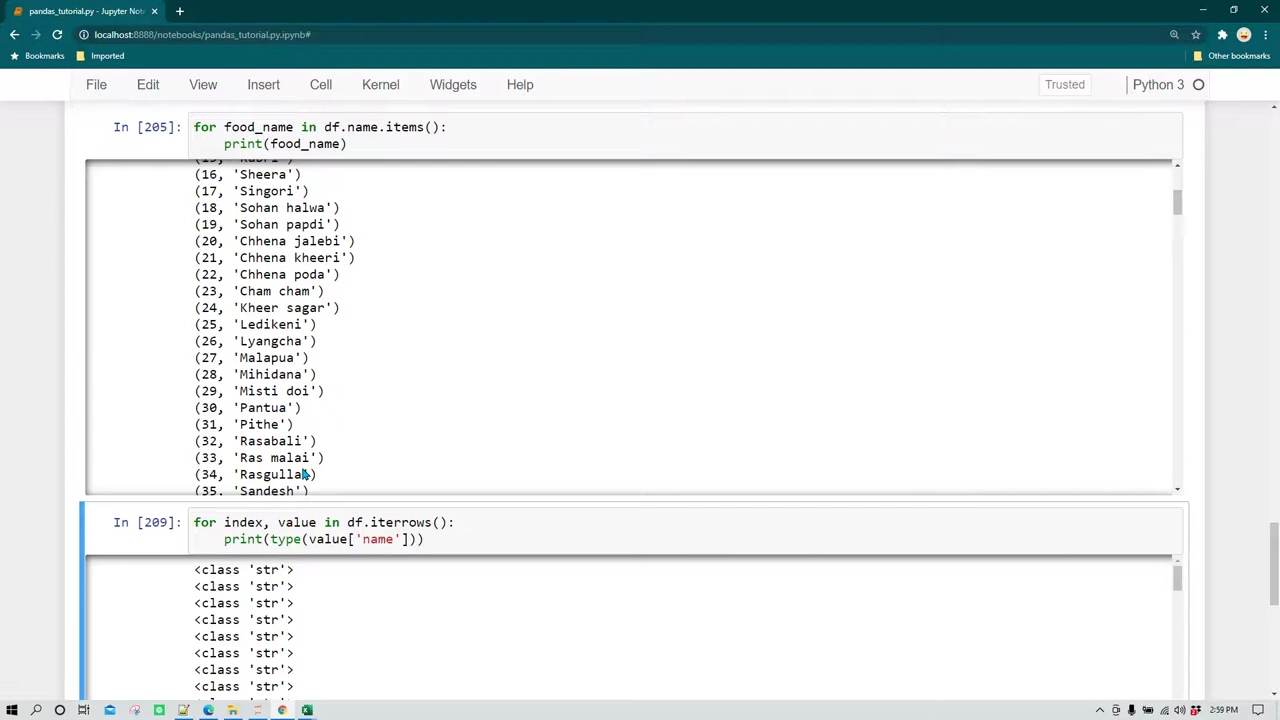 pandas_tutorial.py - Jupyter Not
localhost:8888/notebooks/pandas_tutorial.py.ipynb#
Bookmarks Imported Other bookmarks
File Edit View Insert Cell Kernel Widgets Help Trusted Python 3
In [205]: for food_name in df.name.items():
print(food_name)
(16, 'Sheera')
(17, 'Singori')
(18, 'Sohan halwa')
(19, 'Sohan papdi')
(20, 'Chhena jalebi')
(21, 'Chhena kheeri')
(22, 'Chhena poda')
(23, 'Cham cham')
(24, 'Kheer sagar')
(25, 'Ledikeni')
(26, 'Lyangcha')
(27, 'Malapua')
(28, 'Mihidana')
(29, 'Misti doi')
(30, 'Pantua')
(31, 'Pithe')
(32, 'Rasabali')
(33, 'Ras malai')
(34, 'Rasgulla')
(35, 'Sandesh')
In [209]: for index, value in df.iterrows():
print(type(value['name']))
<class 'str'>
<class 'str'>
<class 'str'>
<class 'str'>
<class 'str'>
<class 'str'>
<class 'str'>
<class 'str'>
2:59 PM